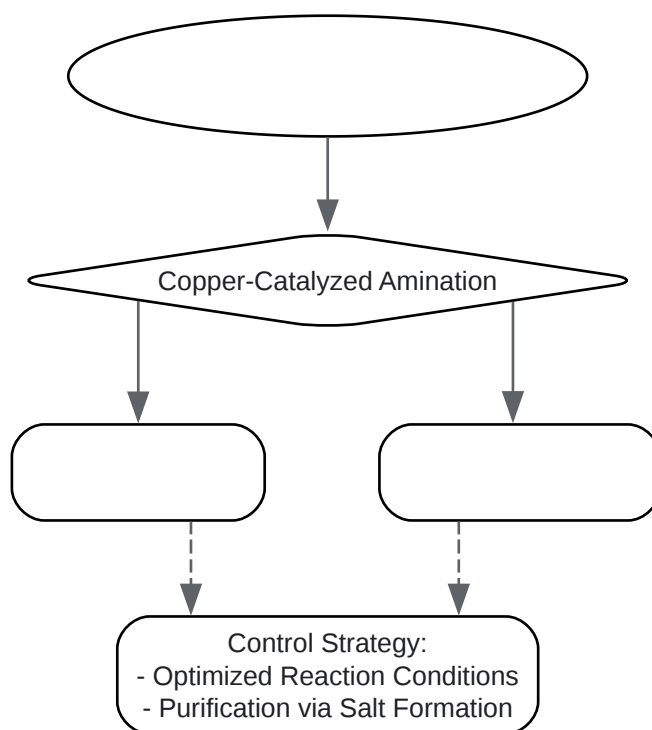 Copper-Catalyzed Amination
Control Strategy:
- Optimized Reaction Conditions
- Purification via Salt Formation